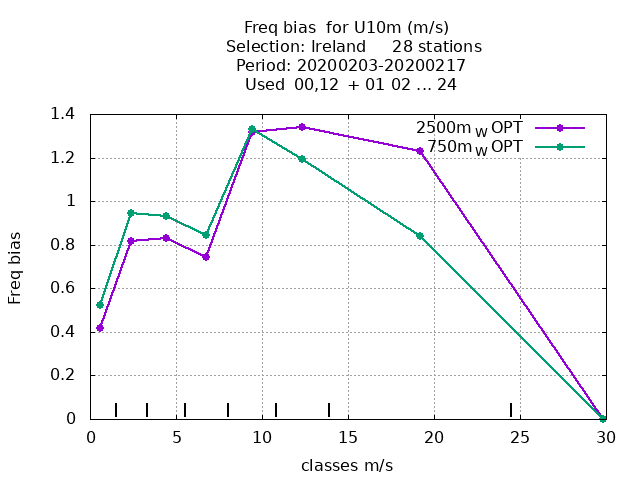 Freq bias  for U10m (m/s)
Selection: Ireland     28 stations
Period: 20200203-20200217
Used  00,12  + 01 02 ... 24
2500m W OPT
750m W OPT
1.4
1.2
1
0.8
0.6
0.4
0.2
0
Freq bias
0 5 10 15 20 25 30
classes m/s